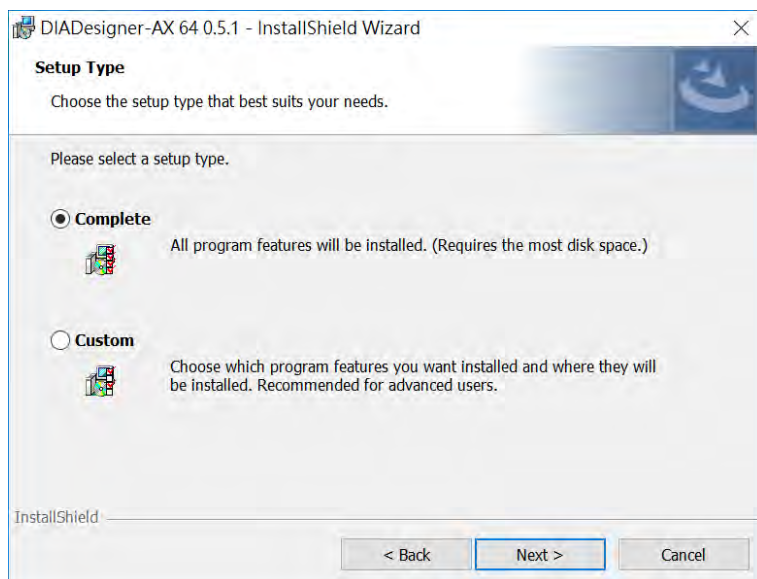 DIADesigner-AX 64 0.5.1 - InstallShield Wizard
Setup Type
Choose the setup type that best suits your needs.
Please select a setup type.
Complete
All program features will be installed. (Requires the most disk space.)
Custom
Choose which program features you want installed and where they will
be installed. Recommended for advanced users.
InstallShield
< Back
Next >
Cancel